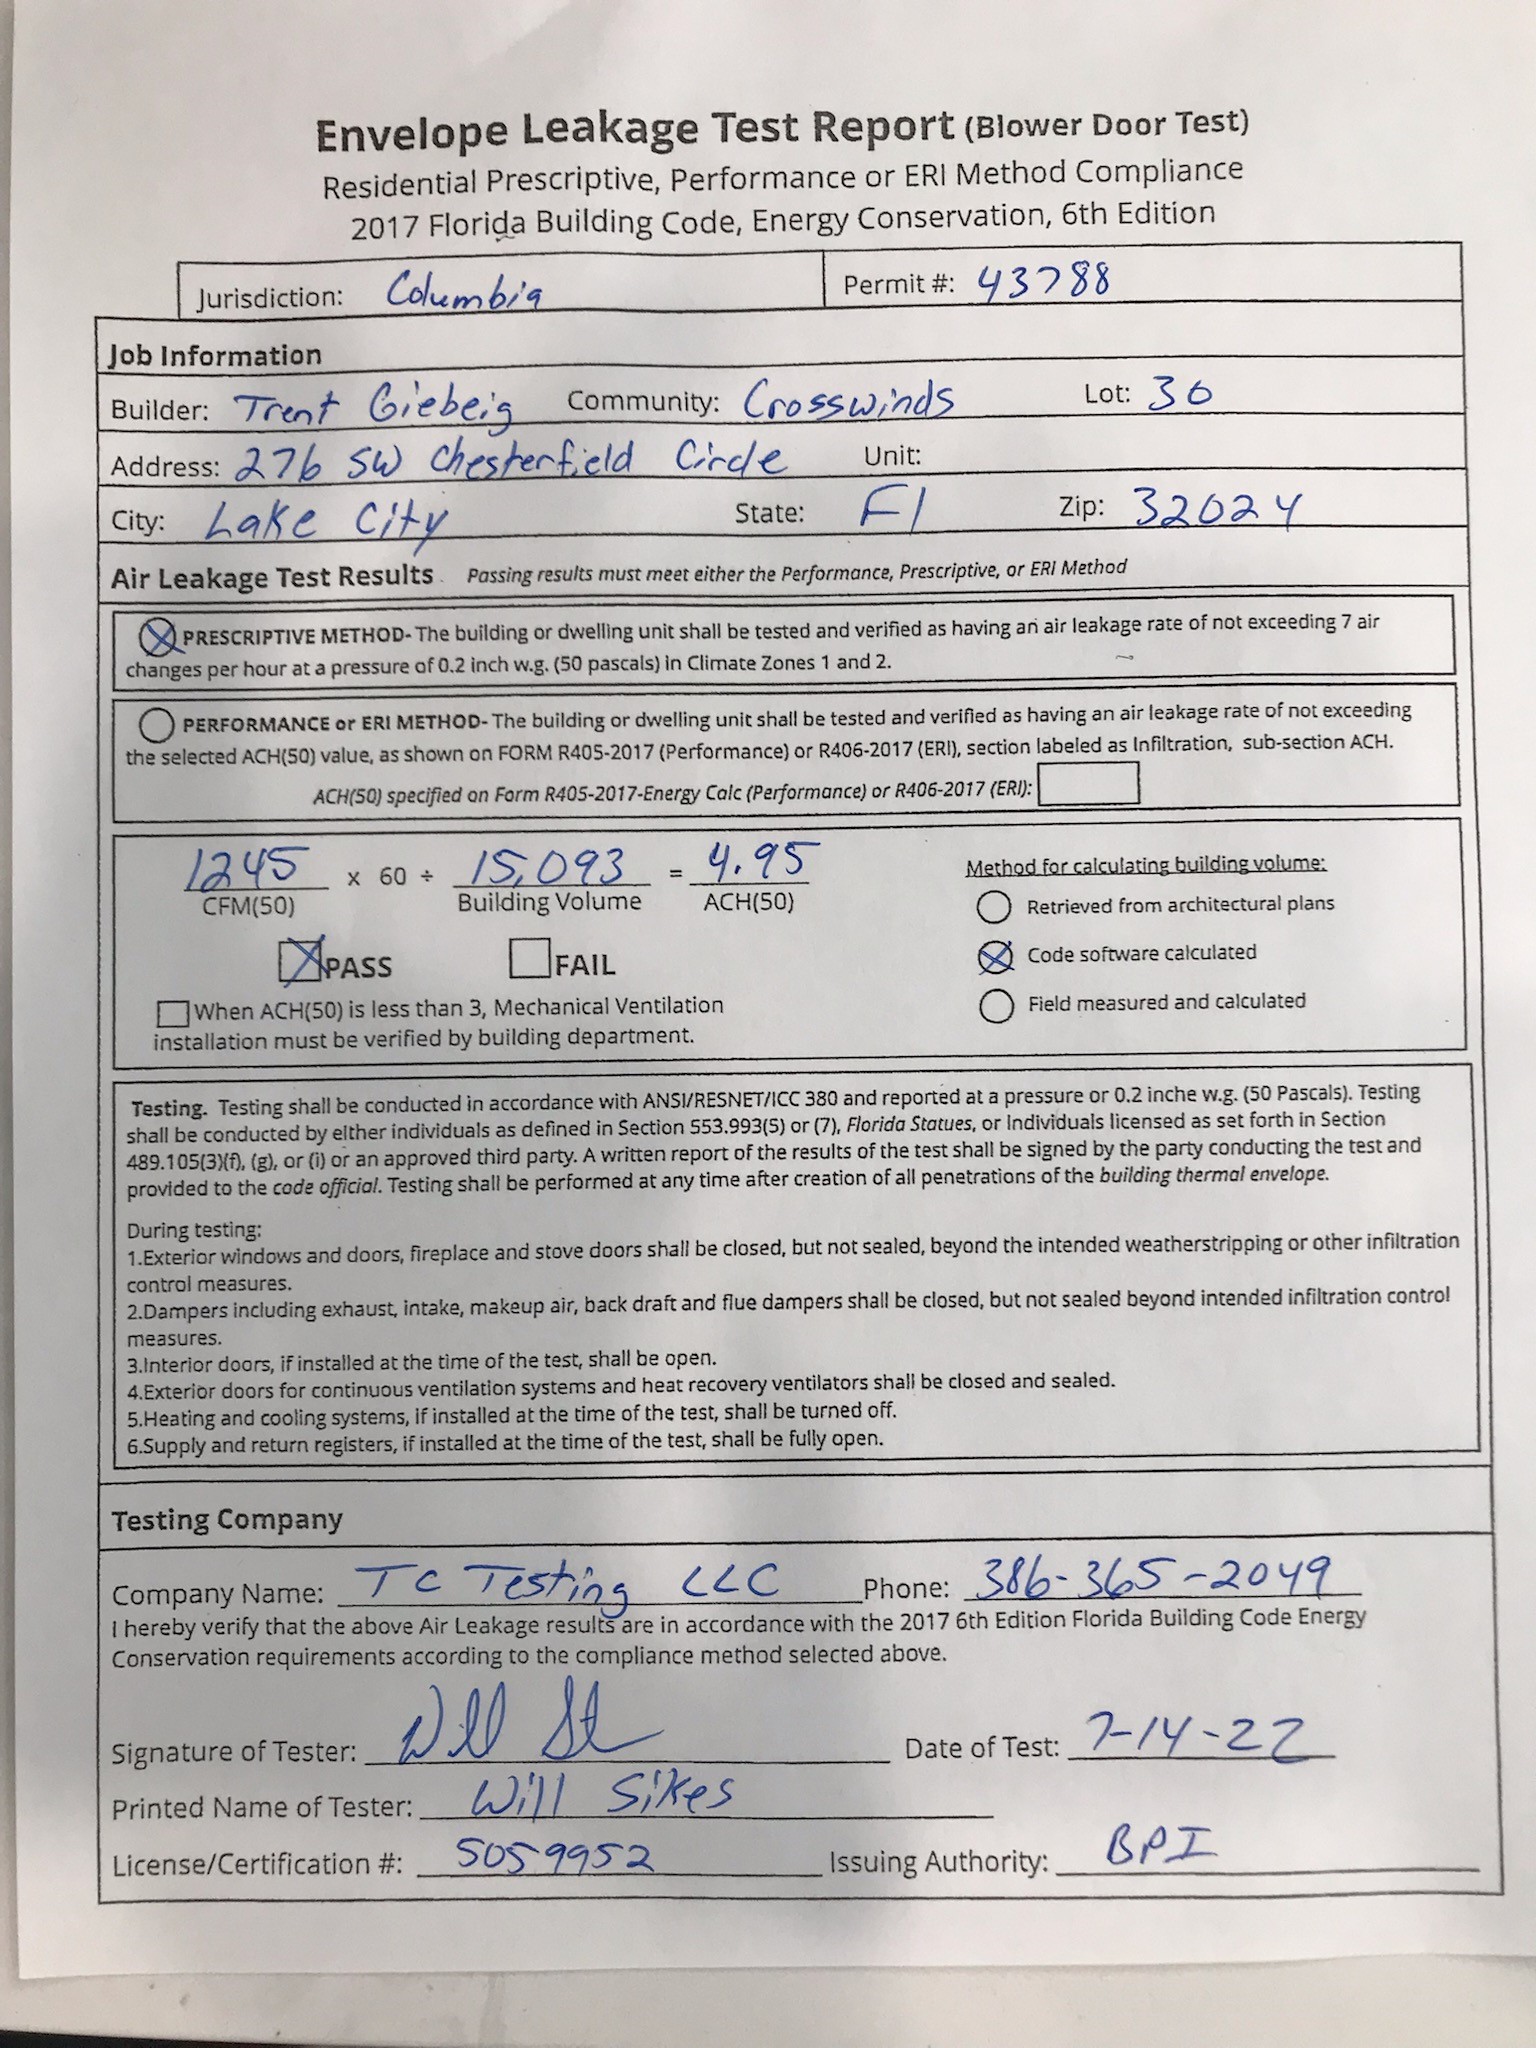 Envelope Leakage Test Report (Blower Door Test)
Residential Prescriptive, Performance or ERI Method Compliance
2017 Florida Building Code, Energy Conservation, 6th Edition
Jurisdiction: Columbia Permit #: 43788
Job Information
Builder: Trent Giebeig Community: Crosswinds Lot: 30
Address: 276 SW Chesterfield Circle Unit:
City: Lake City State: Fl Zip: 32024
Air Leakage Test Results Passing results must meet either the Performance, Prescriptive, or ERI Method
PRESCRIPTIVE METHOD- The building or dwelling unit shall be tested and verified as having an air leakage rate of not exceeding 7 air
changes per hour at a pressure of 0.2 inch w.g. (50 pascals) in Climate Zones 1 and 2.
PERFORMANCE or ERI METHOD- The building or dwelling unit shall be tested and verified as having an air leakage rate of not exceeding
the selected ACH(50) value, as shown on FORM R405-2017 (Performance) or R406-2017 (ERI), section labeled as Infiltration, sub-section ACH.
ACH(50) specified on Form R405-2017-Energy Calc (Performance) or R406-2017 (ERI):
1245 x 60 ÷ 15,093 = 4.95
CFM(50) Building Volume ACH(50)
PASS FAIL
When ACH(50) is less than 3, Mechanical Ventilation
installation must be verified by building department.
Method for calculating building volume:
Retrieved from architectural plans
Code software calculated
Field measured and calculated
Testing. Testing shall be conducted in accordance with ANSI/RESNET/ICC 380 and reported at a pressure or 0.2 inche w.g. (50 Pascals). Testing
shall be conducted by either individuals as defined in Section 553.993(5) or (7), Florida Statues, or Individuals licensed as set forth in Section
489.105(3)(f), (g), or (i) or an approved third party. A written report of the results of the test shall be signed by the party conducting the test and
provided to the code official. Testing shall be performed at any time after creation of all penetrations of the building thermal envelope.
During testing:
1.Exterior windows and doors, fireplace and stove doors shall be closed, but not sealed, beyond the intended weatherstripping or other infiltration
control measures.
2.Dampers including exhaust, intake, makeup air, back draft and flue dampers shall be closed, but not sealed beyond intended infiltration control
measures.
3.Interior doors, if installed at the time of the test, shall be open.
4.Exterior doors for continuous ventilation systems and heat recovery ventilators shall be closed and sealed.
5.Heating and cooling systems, if installed at the time of the test, shall be turned off.
6.Supply and return registers, if installed at the time of the test, shall be fully open.
Testing Company
Company Name: TC Testing LLC Phone: 386-365-2049
I hereby verify that the above Air Leakage results are in accordance with the 2017 6th Edition Florida Building Code Energy
Conservation requirements according to the compliance method selected above.
Signature of Tester: Date of Test: 7-14-22
Printed Name of Tester: Will Sikes
License/Certification #: 5059952 Issuing Authority: BPI